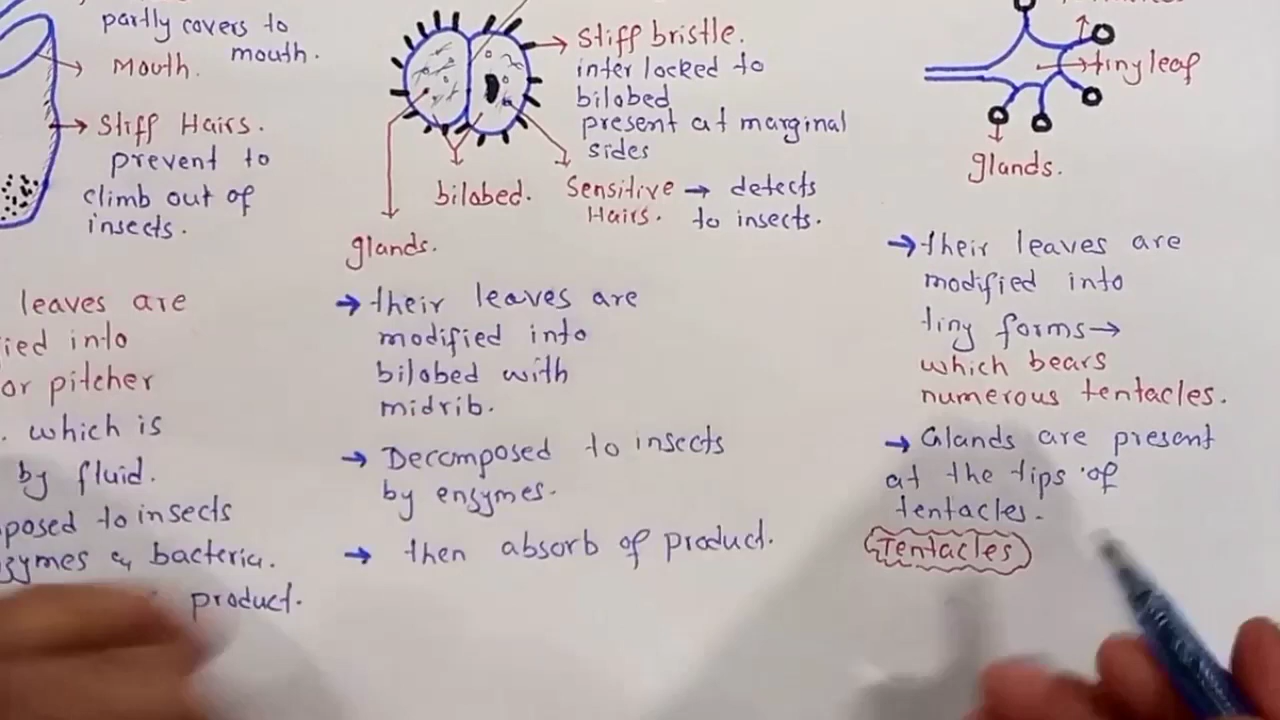 partly covers to
mouth.
Mouth.
Stiff Hairs.
prevent to
climb out of
insects.
leaves are
ied into
or pitcher
. which is
by fluid.
posed to insects
zymes & bacteria.
product.
Stiff bristle.
inter locked to
bilobed
present at marginal
sides
bilobed.
Sensitive → detects
Hairs. to insects.
glands.
→ their leaves are
modified into
bilobed with
midrib.
→ Decomposed to insects
by enzymes.
→ then absorb of product.
tiny leaf
glands.
→ their leaves are
modified into
tiny forms →
which bears
numerous tentacles.
→ Glands are present
at the tips of
tentacles.
Tentacles